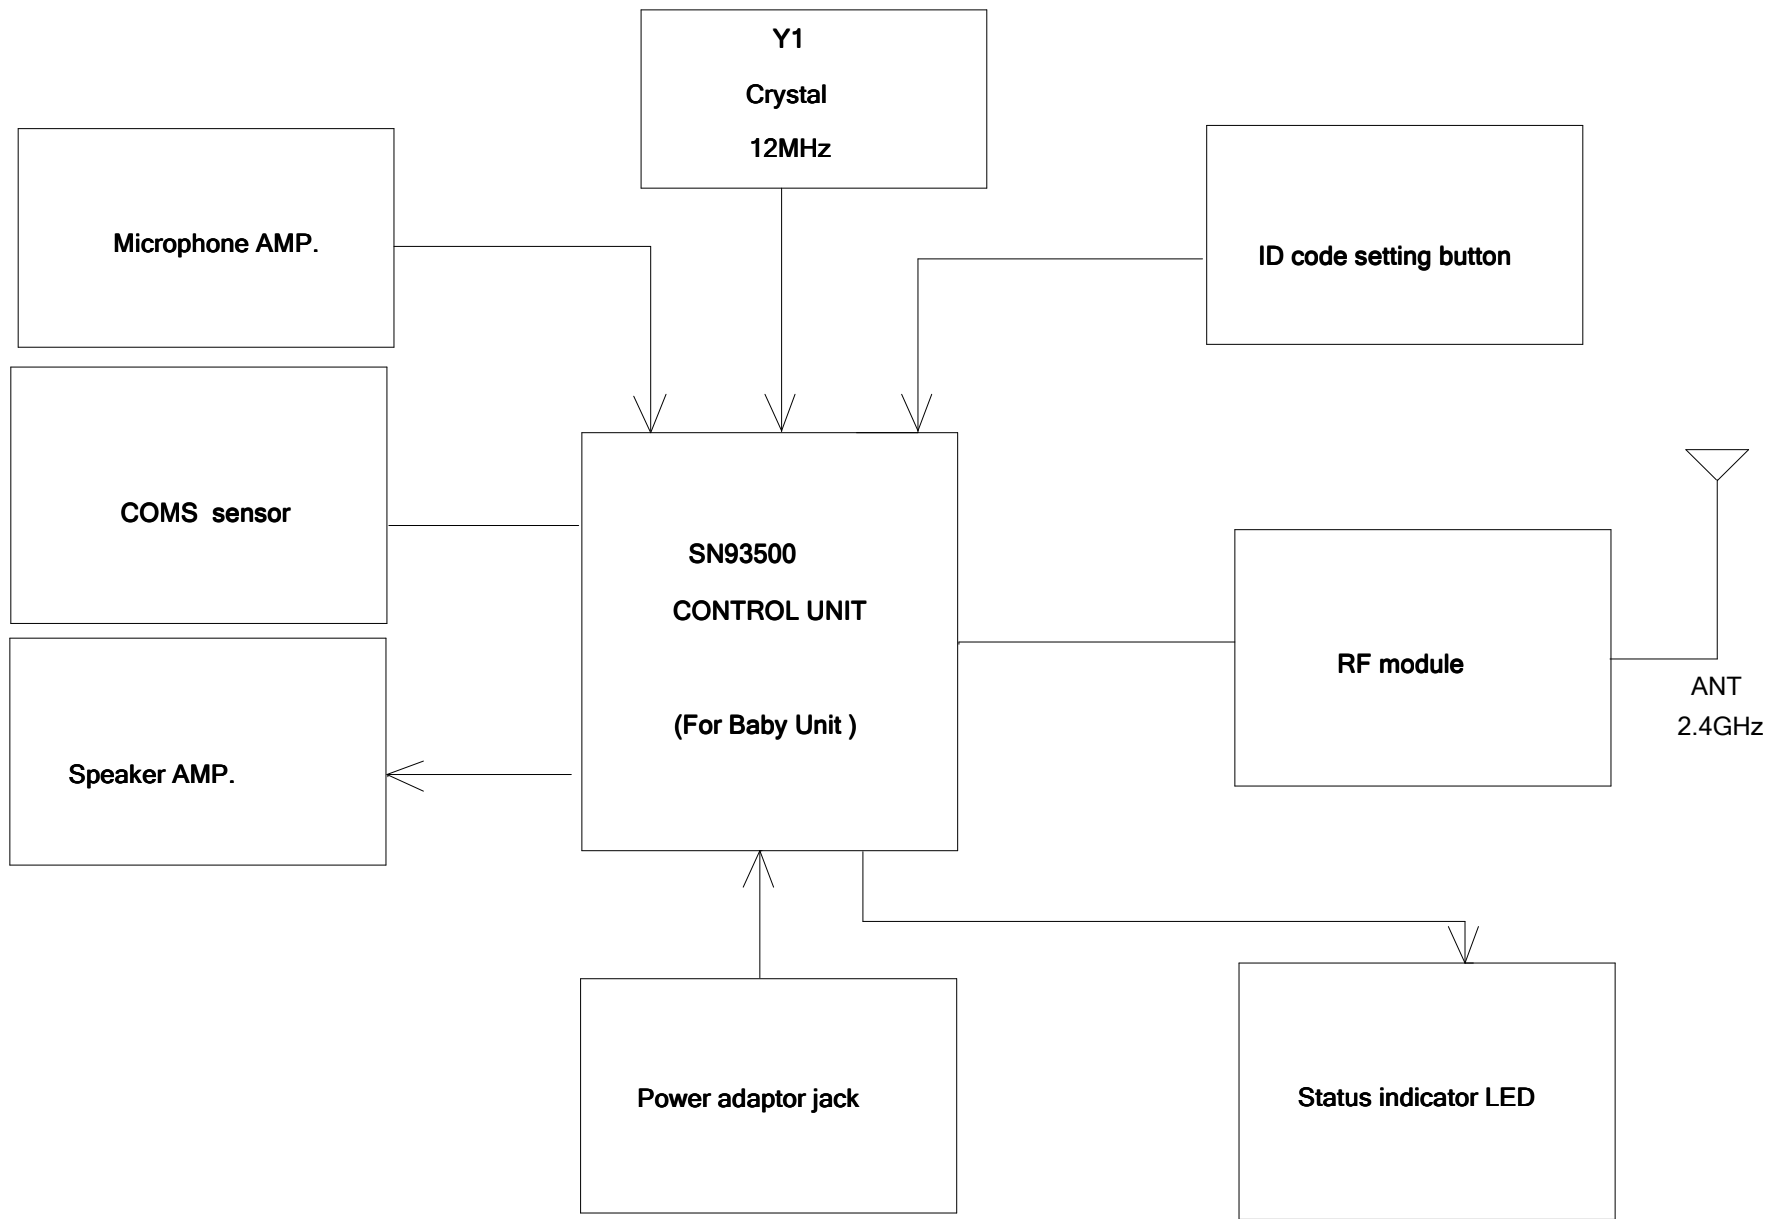 Y1
Crystal
12MHz
Microphone AMP.
ID code setting button
COMS  sensor
SN93500
CONTROL UNIT
(For Baby Unit )
RF module
ANT
2.4GHz
Speaker AMP.
Power adaptor jack
Status indicator LED